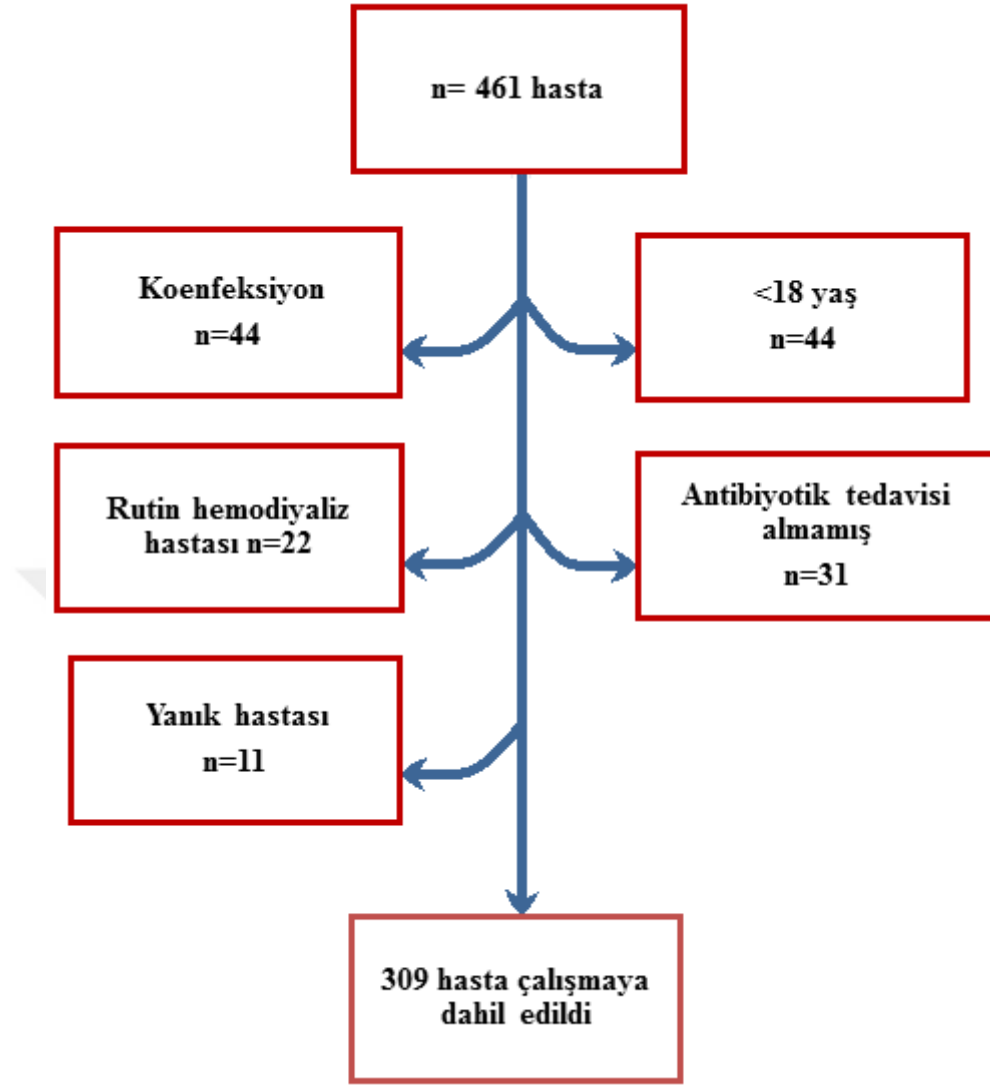 n= 461 hasta
Koenfeksiyon
n=44
<18 yaş
n=44
Rutin hemodiyaliz
hastası n=22
Antibiyotik tedavisi
almamış
n=31
Yanık hastası
n=11
309 hasta çalışmaya
dahil edildi